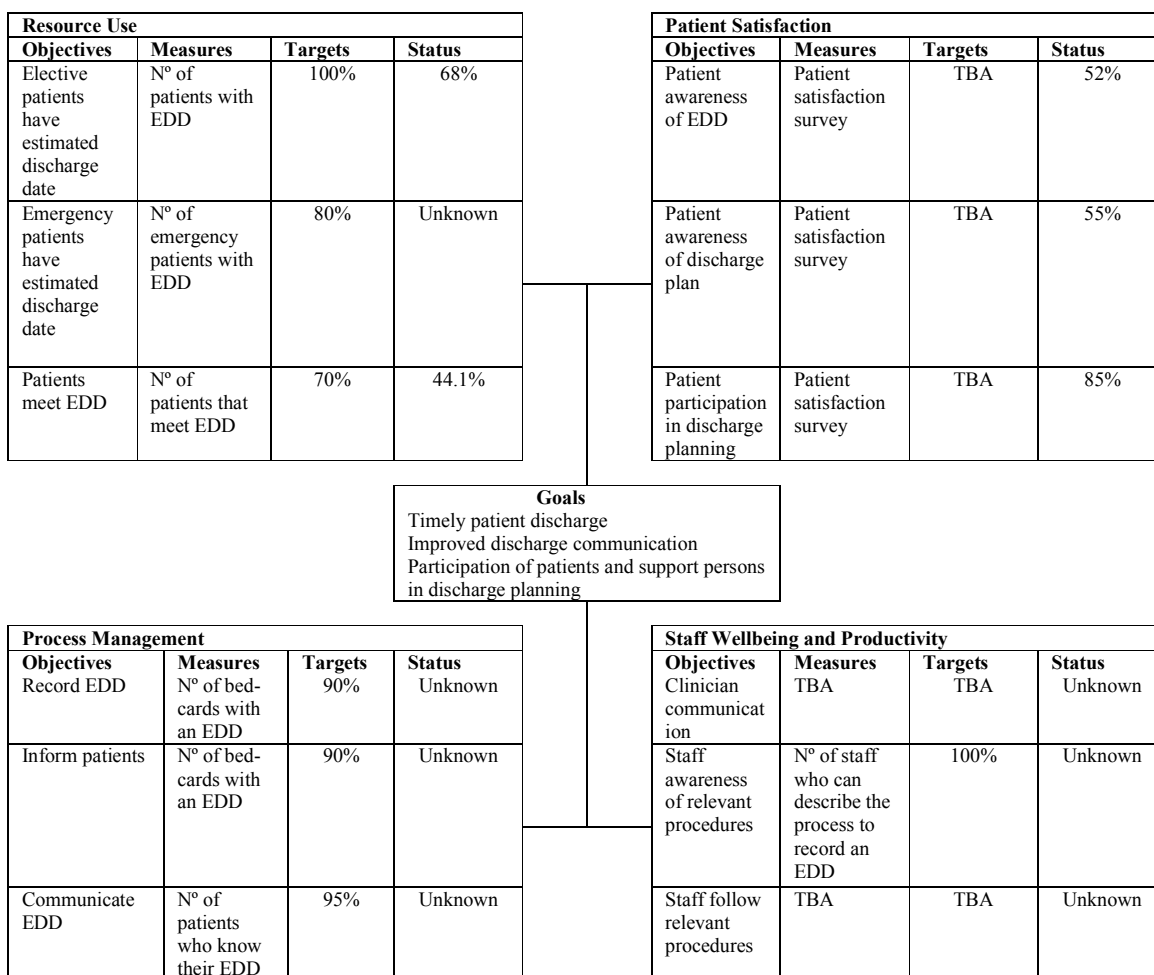 Resource Use
Objectives Measures Targets Status
Elective
patients
have
estimated
discharge
date
Nº of
patients with
EDD
100%
68%
Emergency
patients
have
estimated
discharge
date
Nº of
emergency
patients with
EDD
80%
Unknown
Patients
meet EDD
Nº of
patients that
meet EDD
70%
44.1%
Patient Satisfaction
Objectives Measures Targets Status
Patient
awareness
of EDD
Patient
satisfaction
survey
TBA
52%
Patient
awareness
of discharge
plan
Patient
satisfaction
survey
TBA
55%
Patient
participation
in discharge
planning
Patient
satisfaction
survey
TBA
85%
Goals
Timely patient discharge
Improved discharge communication
Participation of patients and support persons
in discharge planning
Process Management
Objectives Measures Targets Status
Record EDD
Nº of bed-
cards with
an EDD
90%
Unknown
Inform patients
Nº of bed-
cards with
an EDD
90%
Unknown
Communicate
EDD
Nº of
patients
who know
their EDD
95%
Unknown
Staff Wellbeing and Productivity
Objectives Measures Targets Status
Clinician
communicat
ion
TBA
TBA
Unknown
Staff
awareness
of relevant
procedures
Nº of staff
who can
describe the
process to
record an
EDD
100%
Unknown
Staff follow
relevant
procedures
TBA
TBA
Unknown